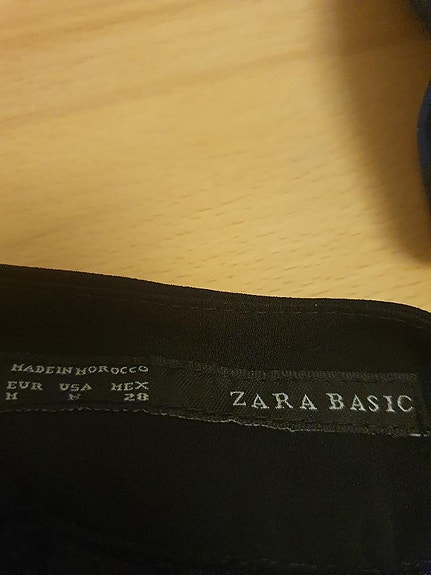 MADE IN MOROCCO
EUR USA MEX
M M 28
ZARA BASIC